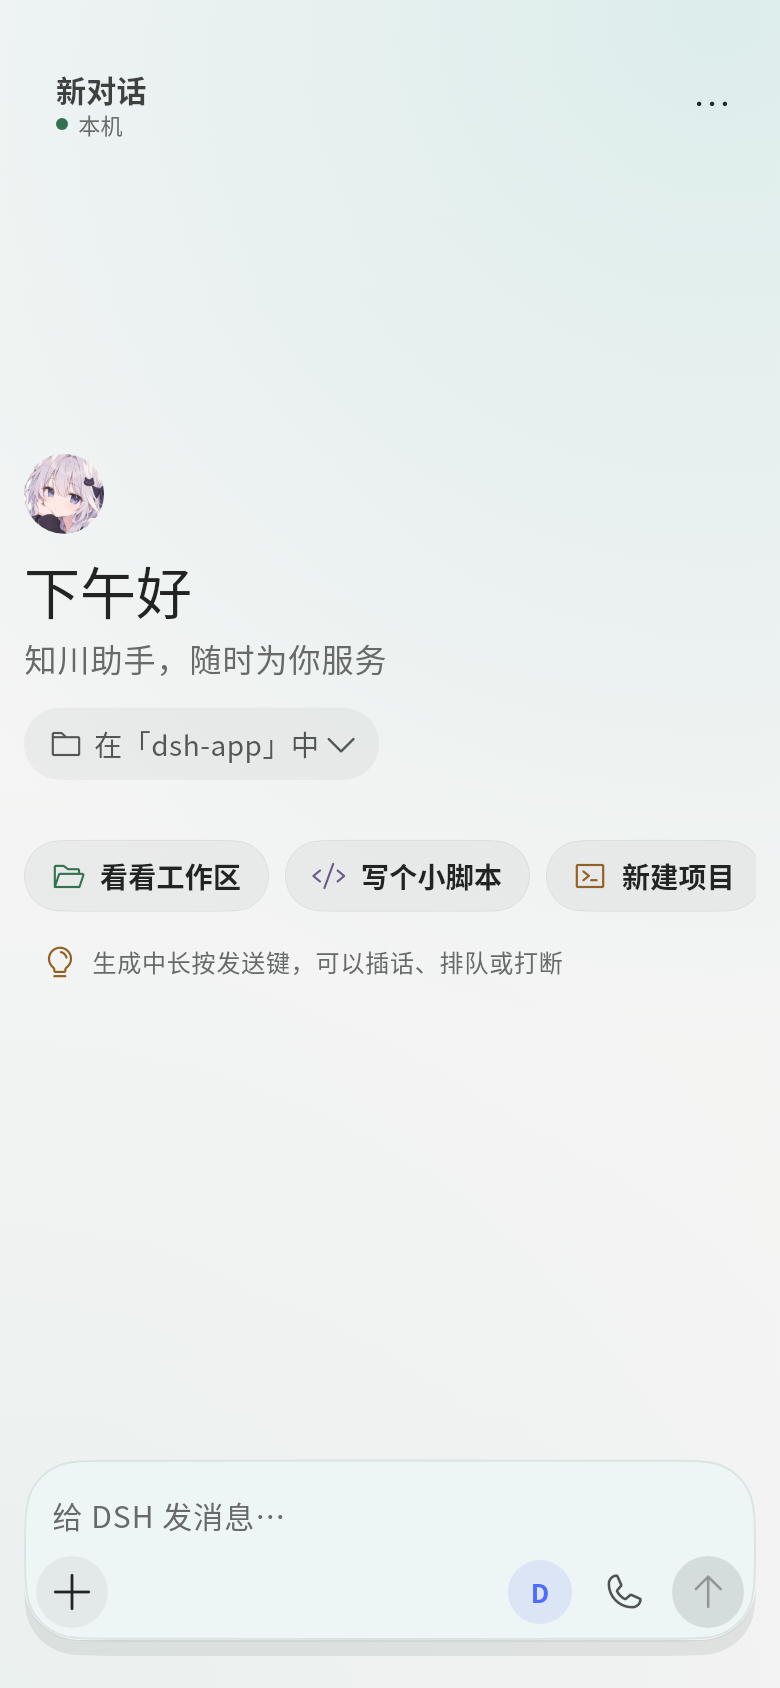 新对话
本机
下午好
知川助手，随时为你服务
在「dsh-app」中
看看工作区
写个小脚本
新建项目
生成中长按发送键，可以插话、排队或打断
给 DSH 发消息…
D